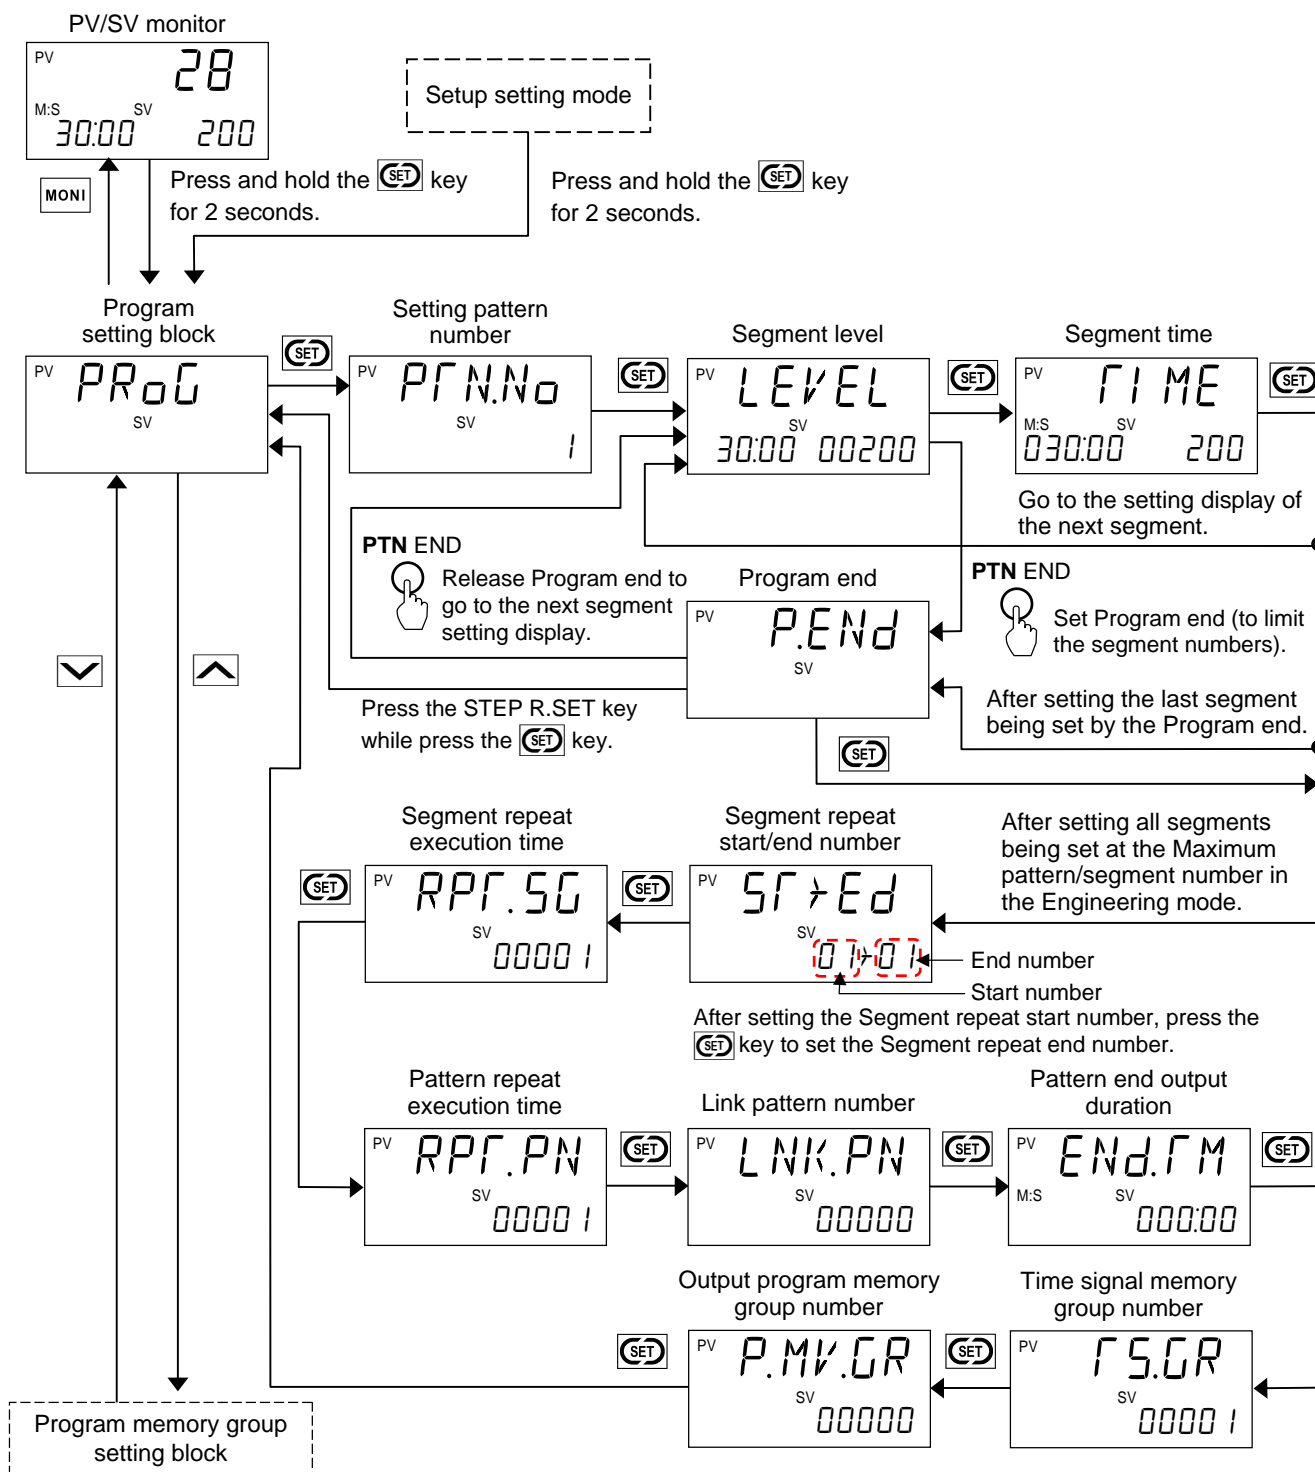 PV/SV monitor
PV 28
M:S SV
30:00 200
Setup setting mode
MONI
Press and hold the SET key
for 2 seconds.
Press and hold the SET key
for 2 seconds.
Program
setting block
PV PRoG
SV
SET
Setting pattern
number
PV PTN.No
SV
1
SET
Segment level
PV LEVEL
SV
30:00 00200
SET
Segment time
PV TIME
M:S SV
030:00 200
SET
Go to the setting display of
the next segment.
PTN END
Release Program end to
go to the next segment
setting display.
Program end
PV P.ENd
SV
PTN END
Set Program end (to limit
the segment numbers).
Press the STEP R.SET key
while press the SET key.
SET
After setting the last segment
being set by the Program end.
Segment repeat
execution time
SET
PV RPT.SG
SV
00001
SET
Segment repeat
start/end number
PV ST>Ed
SV
01>01
End number
Start number
After setting all segments
being set at the Maximum
pattern/segment number in
the Engineering mode.
After setting the Segment repeat start number, press the
SET key to set the Segment repeat end number.
Pattern repeat
execution time
PV RPT.PN
SV
00001
SET
Link pattern number
PV LNK.PN
SV
00000
SET
Pattern end output
duration
PV ENd.TM
M:S SV
000:00
SET
Output program memory
group number
SET
PV P.MV.GR
SV
00000
SET
Time signal memory
group number
PV TS.GR
SV
00001
Program memory group
setting block